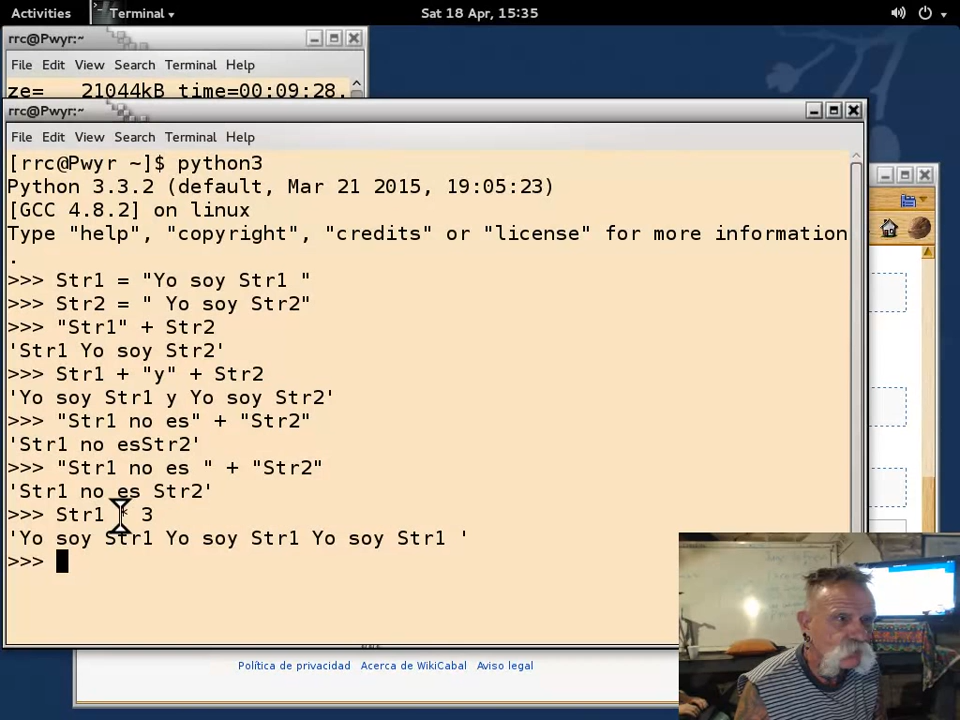 Activities Terminal Sat 18 Apr, 15:35
rrc@Pwyr:~
File Edit View Search Terminal Help
ze= 21044kB time=00:09:28.
rrc@Pwyr:~
File Edit View Search Terminal Help
[rrc@Pwyr ~]$ python3
Python 3.3.2 (default, Mar 21 2015, 19:05:23)
[GCC 4.8.2] on linux
Type "help", "copyright", "credits" or "license" for more information
.
>>> Str1 = "Yo soy Str1 "
>>> Str2 = " Yo soy Str2"
>>> "Str1" + Str2
'Str1 Yo soy Str2'
>>> Str1 + "y" + Str2
'Yo soy Str1 y Yo soy Str2'
>>> "Str1 no es" + "Str2"
'Str1 no esStr2'
>>> "Str1 no es " + "Str2"
'Str1 no es Str2'
>>> Str1 * 3
'Yo soy Str1 Yo soy Str1 Yo soy Str1 '
>>>
Política de privacidad Acerca de WikiCabal Aviso legal